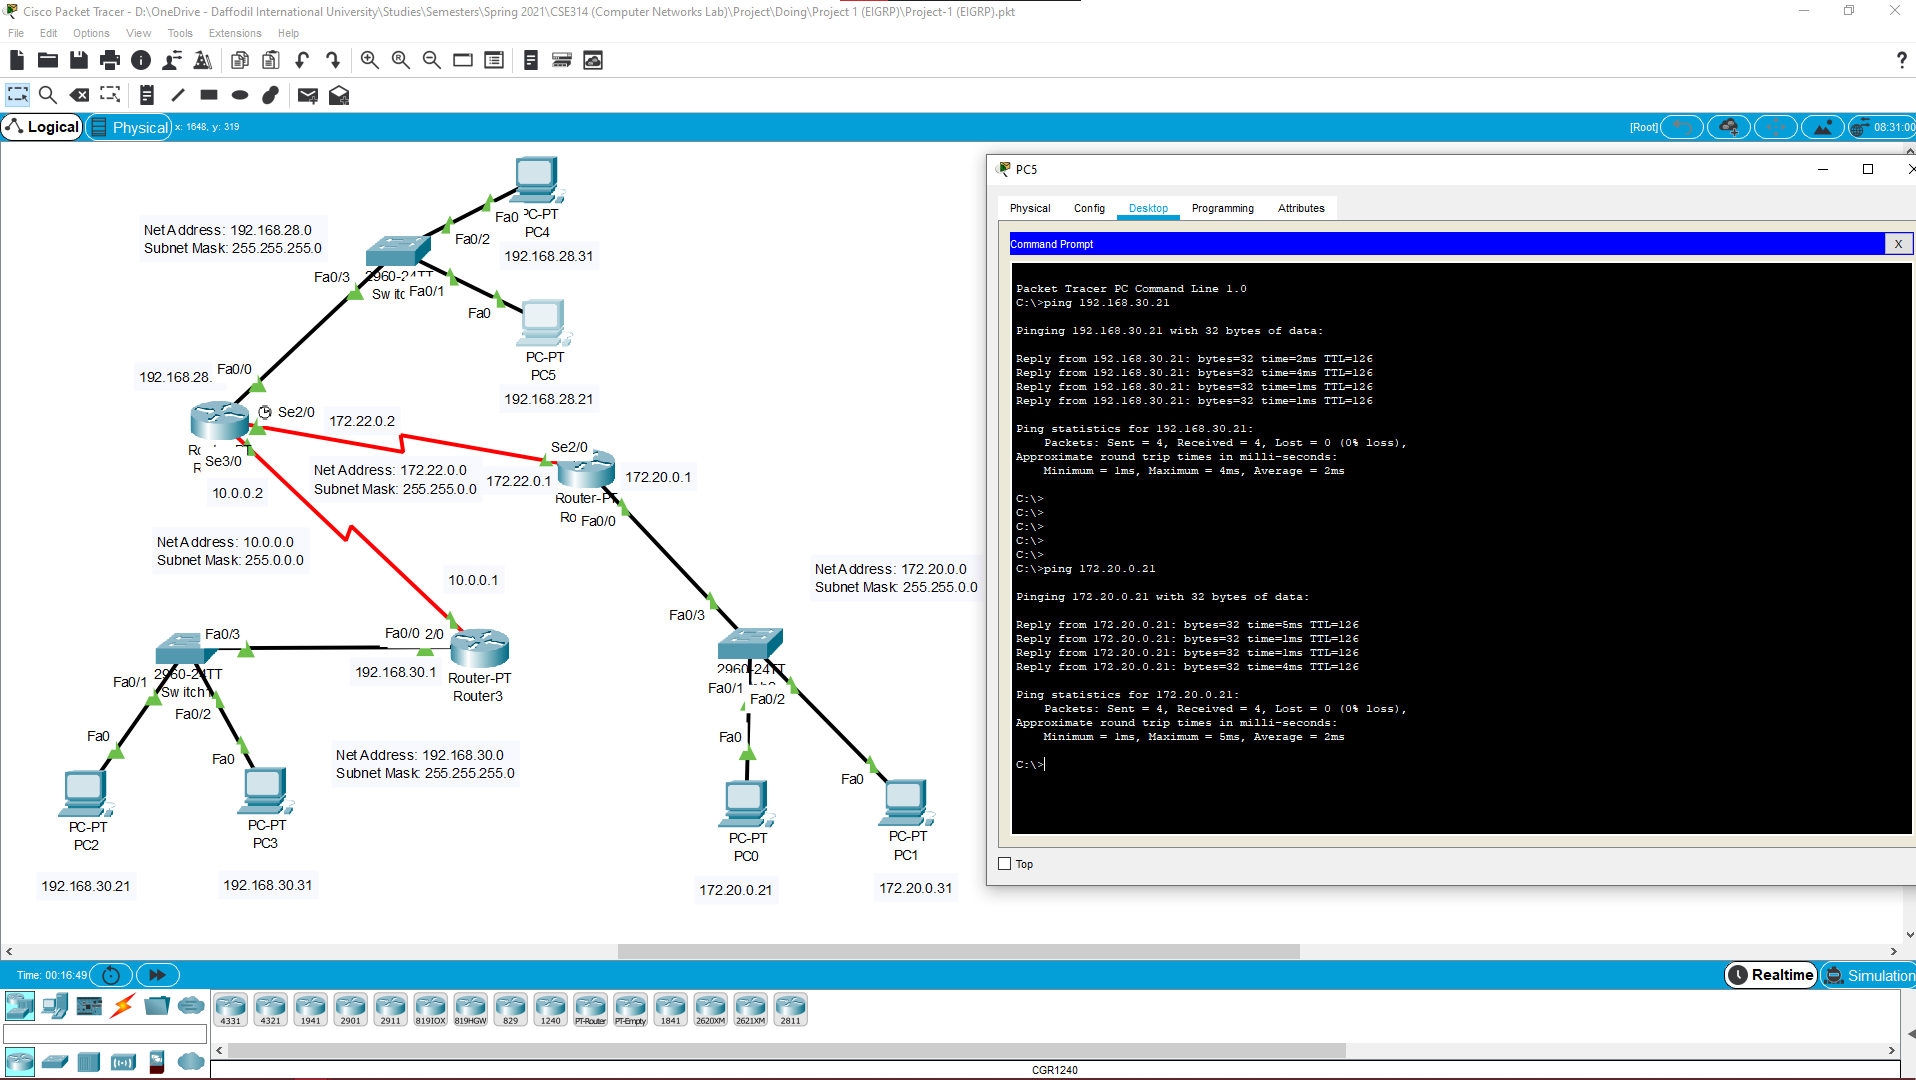 Cisco Packet Tracer - D:\OneDrive - Daffodil International University\Studies\Semesters\Spring 2021\CSE314 (Computer Networks Lab)\Project\Doing\Project 1 (EIGRP)\Project-1 (EIGRP).pkt
File Edit Options View Tools Extensions Help
?
Logical Physical x: 1648, y: 319
[Root] 08:31:00
Net Address: 192.168.28.0
Subnet Mask: 255.255.255.0
Fa0 PC-PT
PC4
192.168.28.31
Fa0/2
Fa0/3
2960-24TT
Switc Fa0/1
Fa0
PC-PT
PC5
192.168.28.21
Fa0/0
192.168.28.
Se2/0
172.22.0.2
Ro
R
Se3/0
10.0.0.2
Net Address: 172.22.0.0
Subnet Mask: 255.255.0.0
Se2/0
172.22.0.1
172.20.0.1
Router-PT
Ro Fa0/0
Net Address: 10.0.0.0
Subnet Mask: 255.0.0.0
10.0.0.1
Net Address: 172.20.0.0
Subnet Mask: 255.255.0.0
Fa0/3
Fa0/0 2/0
192.168.30.1
Router-PT
Router3
2960-24TT
Switch1
Fa0/1
Fa0/2
Fa0
Fa0
Net Address: 192.168.30.0
Subnet Mask: 255.255.255.0
PC-PT
PC2
PC-PT
PC3
192.168.30.21
192.168.30.31
Fa0/3
2960-24TT
Fa0/1
Fa0/2
Fa0
Fa0
PC-PT
PC0
PC-PT
PC1
172.20.0.21
172.20.0.31
PC5
Physical Config Desktop Programming Attributes
Command Prompt X
Packet Tracer PC Command Line 1.0
C:\>ping 192.168.30.21
Pinging 192.168.30.21 with 32 bytes of data:
Reply from 192.168.30.21: bytes=32 time=2ms TTL=126
Reply from 192.168.30.21: bytes=32 time=4ms TTL=126
Reply from 192.168.30.21: bytes=32 time=1ms TTL=126
Reply from 192.168.30.21: bytes=32 time=1ms TTL=126
Ping statistics for 192.168.30.21:
Packets: Sent = 4, Received = 4, Lost = 0 (0% loss),
Approximate round trip times in milli-seconds:
Minimum = 1ms, Maximum = 4ms, Average = 2ms
C:\>
C:\>
C:\>
C:\>
C:\>
C:\>ping 172.20.0.21
Pinging 172.20.0.21 with 32 bytes of data:
Reply from 172.20.0.21: bytes=32 time=5ms TTL=126
Reply from 172.20.0.21: bytes=32 time=1ms TTL=126
Reply from 172.20.0.21: bytes=32 time=1ms TTL=126
Reply from 172.20.0.21: bytes=32 time=4ms TTL=126
Ping statistics for 172.20.0.21:
Packets: Sent = 4, Received = 4, Lost = 0 (0% loss),
Approximate round trip times in milli-seconds:
Minimum = 1ms, Maximum = 5ms, Average = 2ms
C:\>
Top
Time: 00:16:49
Realtime Simulation
4331 4321 1941 2901 2911 819IOX 819HGW 829 1240 PT-Router PT-Empty 1841 2620XM 2621XM 2811
CGR1240